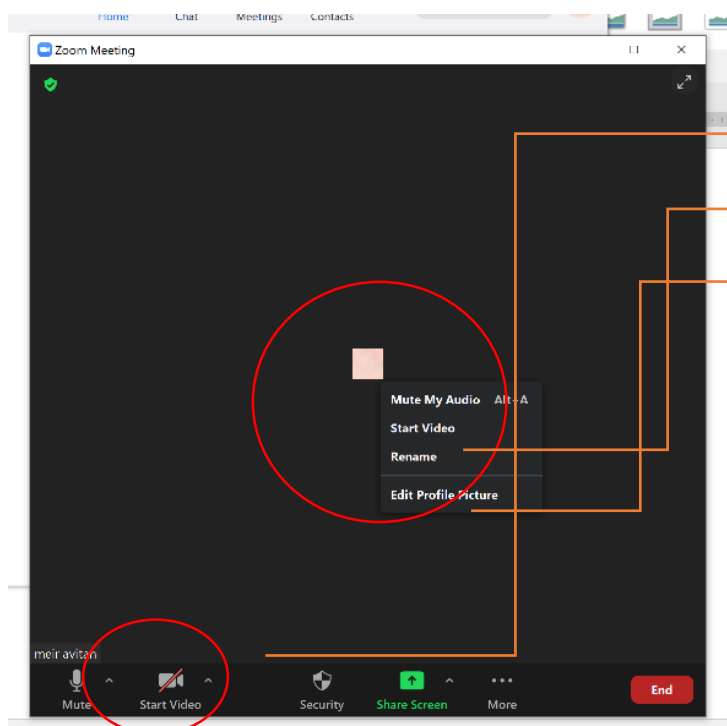 Home Chat Meetings Contacts
Zoom Meeting
Mute My Audio Alt+A
Start Video
Rename
Edit Profile Picture
meir avitan
Mute Start Video Security Share Screen More End